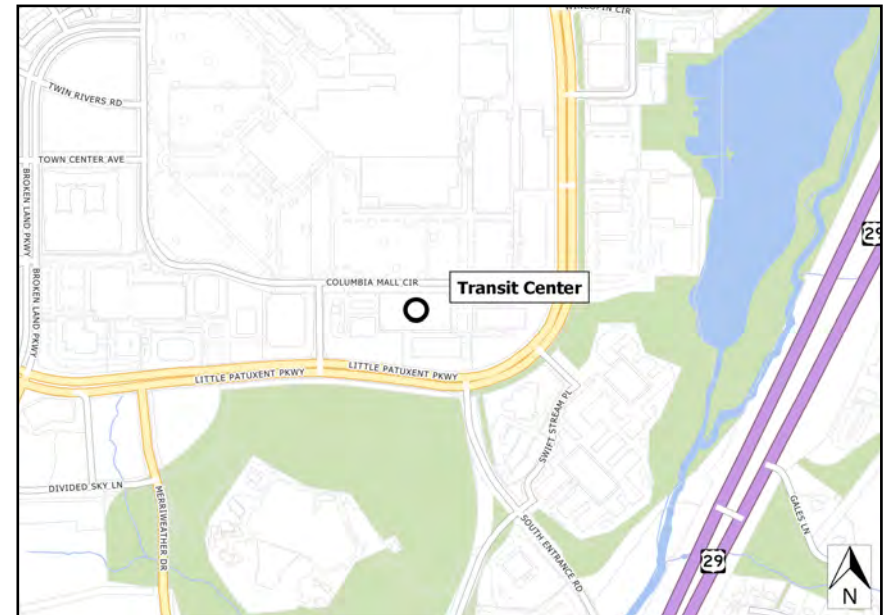 WINCOPIN CIR
TWIN RIVERS RD
TOWN CENTER AVE
BROKEN LAND PKWY
29
BROKEN LAND PKWY
COLUMBIA MALL CIR
Transit Center
LITTLE PATUXENT PKWY
LITTLE PATUXENT PKWY
SWIFT STREAM PL
DIVIDED SKY LN
MERRIWEATHER DR
GALES LN
SOUTH ENTRANCE RD
29
N